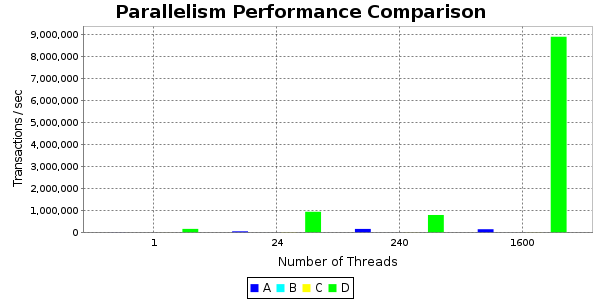 Parallelism Performance Comparison
Transactions / sec
9,000,000
8,000,000
7,000,000
6,000,000
5,000,000
4,000,000
3,000,000
2,000,000
1,000,000
0
1 24 240 1600
Number of Threads
A B C D